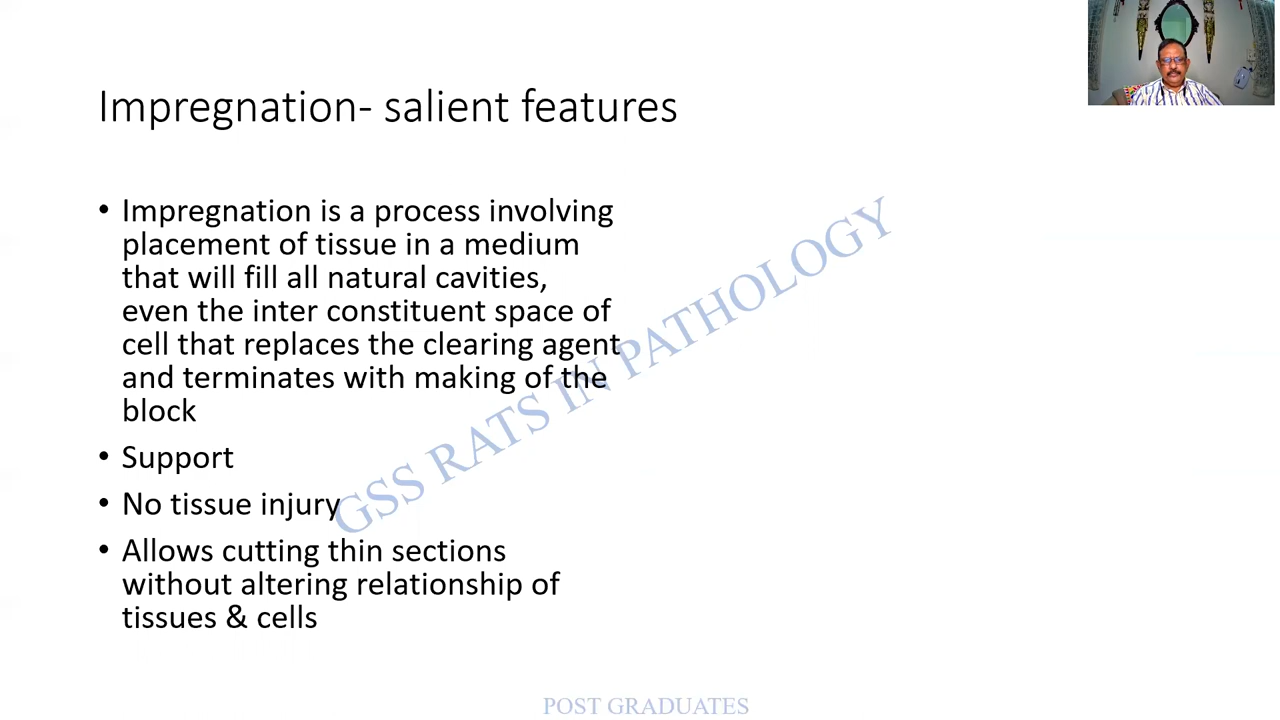 Impregnation- salient features
• Impregnation is a process involving
placement of tissue in a medium
that will fill all natural cavities,
even the inter constituent space of
cell that replaces the clearing agent
and terminates with making of the
block
• Support
• No tissue injury
• Allows cutting thin sections
without altering relationship of
tissues & cells
GSS RATS IN PATHOLOGY
POST GRADUATES